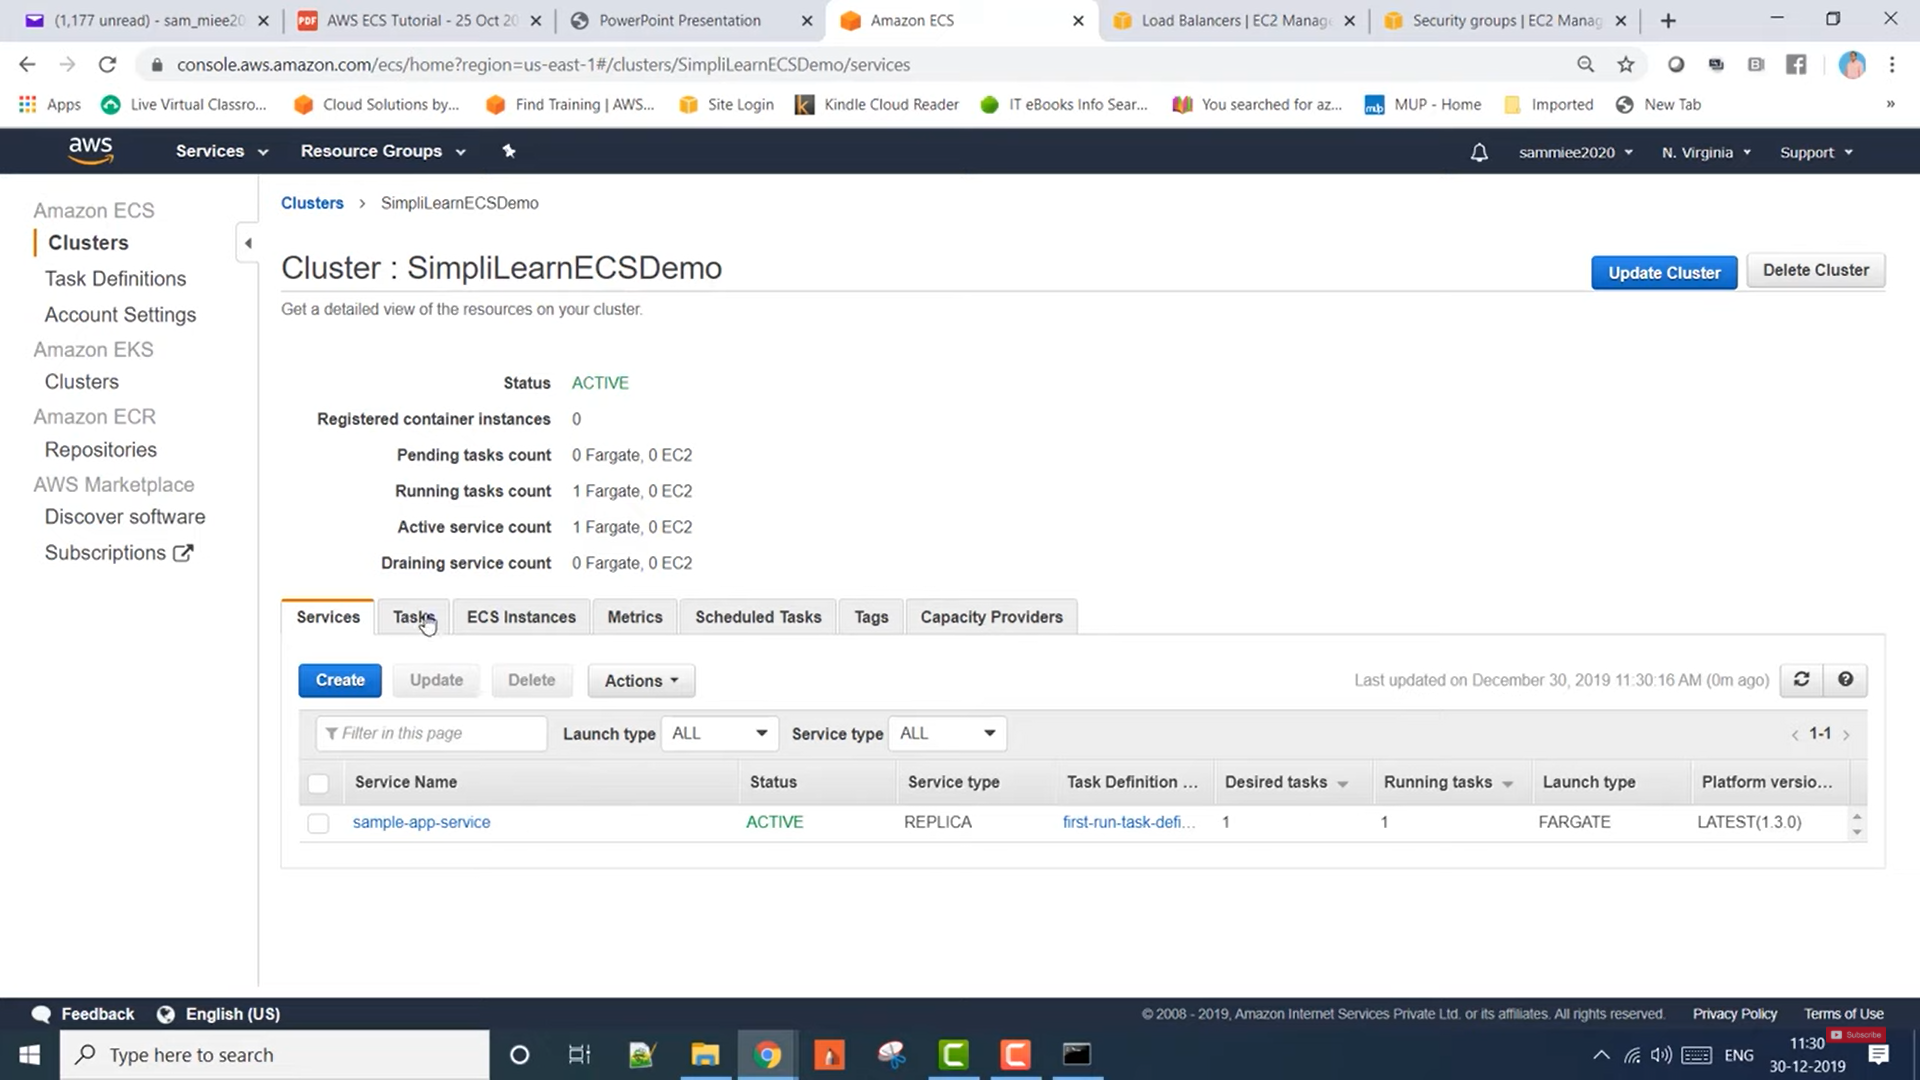 (1,177 unread) - sam_miee20
AWS ECS Tutorial - 25 Oct 20
PowerPoint Presentation
Amazon ECS
Load Balancers | EC2 Manag
Security groups | EC2 Manag
console.aws.amazon.com/ecs/home?region=us-east-1#/clusters/SimpliLearnECSDemo/services
Apps
Live Virtual Classro...
Cloud Solutions by...
Find Training | AWS...
Site Login
Kindle Cloud Reader
IT eBooks Info Sear...
You searched for az...
MUP - Home
Imported
New Tab
»
aws
Services
Resource Groups
sammiee2020
N. Virginia
Support
Amazon ECS
Clusters
Task Definitions
Account Settings
Amazon EKS
Clusters
Amazon ECR
Repositories
AWS Marketplace
Discover software
Subscriptions
Clusters > SimpliLearnECSDemo
Cluster : SimpliLearnECSDemo
Update Cluster
Delete Cluster
Get a detailed view of the resources on your cluster.
Status ACTIVE
Registered container instances 0
Pending tasks count 0 Fargate, 0 EC2
Running tasks count 1 Fargate, 0 EC2
Active service count 1 Fargate, 0 EC2
Draining service count 0 Fargate, 0 EC2
Services
Tasks
ECS Instances
Metrics
Scheduled Tasks
Tags
Capacity Providers
Create
Update
Delete
Actions
Last updated on December 30, 2019 11:30:16 AM (0m ago)
Filter in this page
Launch type ALL
Service type ALL
< 1-1 >
Service Name Status Service type Task Definition ... Desired tasks Running tasks Launch type Platform versio...
sample-app-service ACTIVE REPLICA first-run-task-defi... 1 1 FARGATE LATEST(1.3.0)
Feedback
English (US)
© 2008 - 2019, Amazon Internet Services Private Ltd. or its affiliates. All rights reserved.
Privacy Policy
Terms of Use
Subscribe
Type here to search
ENG
11:30
30-12-2019